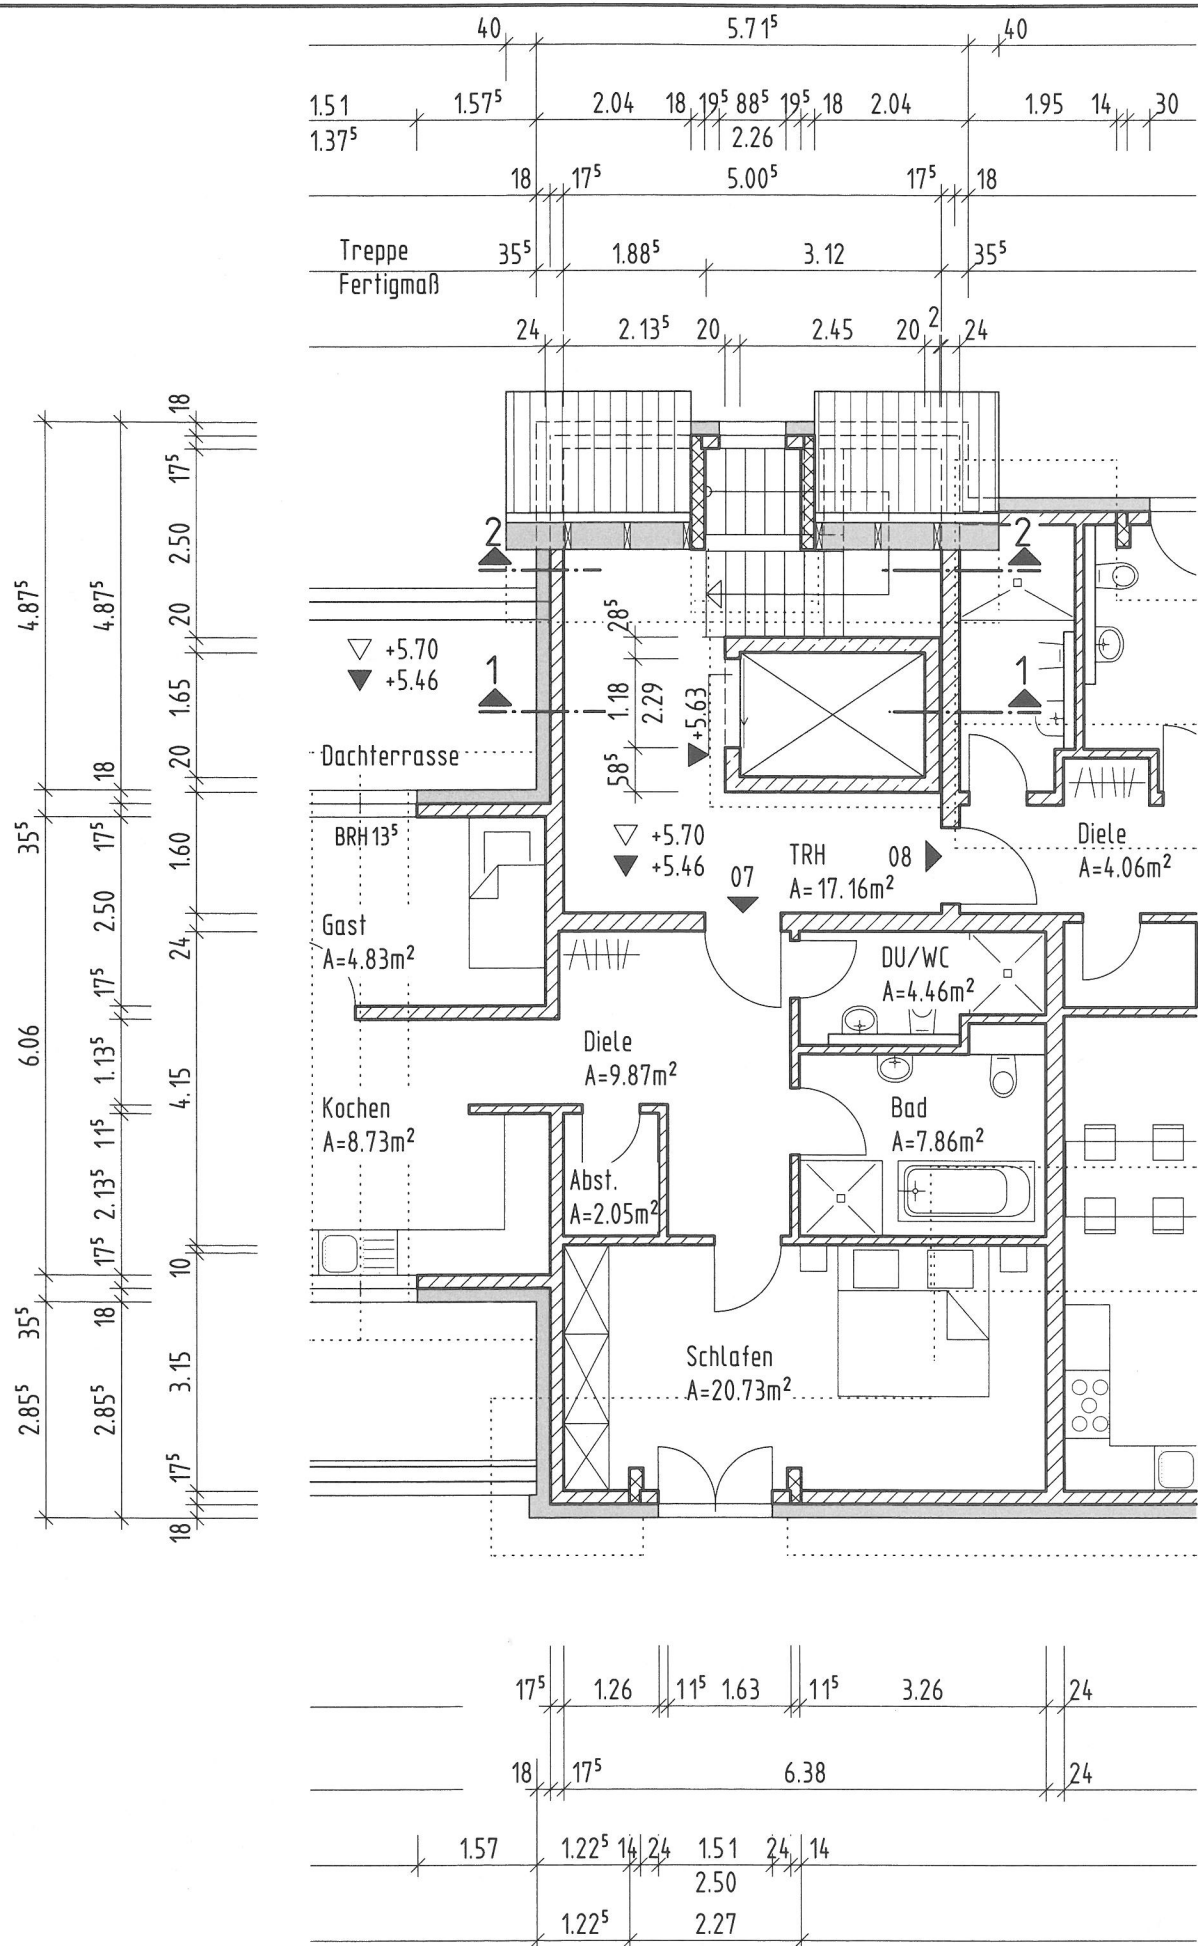 40 5.71⁵ 40
1.51 1.57⁵ 2.04 18 19⁵ 88⁵ 19⁵ 18 2.04 1.95 14 30
1.37⁵ 2.26
18 17⁵ 5.00⁵ 17⁵ 18
Treppe 35⁵ 1.88⁵ 3.12 35⁵
Fertigmaß
24 2.13⁵ 20 2.45 20 2 24
18
17⁵
2.50
20
1.65
20
1.60
24
4.15
10
3.15
17⁵
18
4.87⁵
18
17⁵
2.50
17⁵
1.13⁵
11⁵
2.13⁵
17⁵
18
2.85⁵
4.87⁵
35⁵
6.06
35⁵
2.85⁵
2 2
1 1
+5.70
+5.46
28⁵
1.18
2.29
58⁵
+5.63
Dachterrasse
BRH 13⁵
+5.70
+5.46
07
TRH
A=17.16m²
08
Diele
A=4.06m²
Gast
A=4.83m²
DU/WC
A=4.46m²
Diele
A=9.87m²
Kochen
A=8.73m²
Bad
A=7.86m²
Abst.
A=2.05m²
Schlafen
A=20.73m²
17⁵ 1.26 11⁵ 1.63 11⁵ 3.26 24
18 17⁵ 6.38 24
1.57 1.22⁵ 14 24 1.51 24 14
2.50
1.22⁵ 2.27